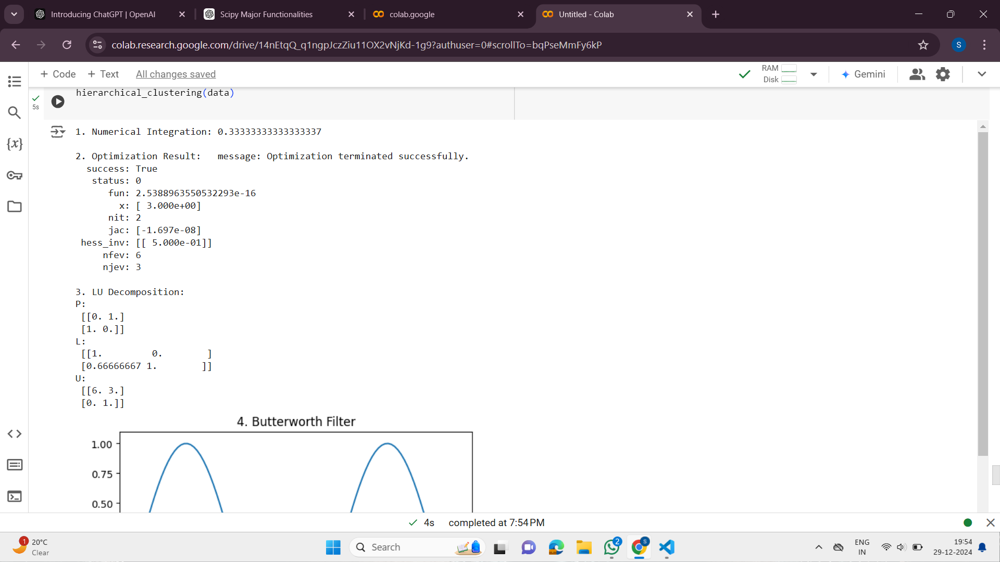 Introducing ChatGPT | OpenAI
Scipy Major Functionalities
colab.google
Untitled - Colab
colab.research.google.com/drive/14nEtqQ_q1ngpJczZiu11OX2vNjKd-1g9?authuser=0#scrollTo=bqPseMmFy6kP
S
+ Code + Text All changes saved
RAM
Disk
Gemini
hierarchical_clustering(data)
5s
{x}
1. Numerical Integration: 0.33333333333333337
2. Optimization Result:   message: Optimization terminated successfully.
success: True
status: 0
fun: 2.5388963550532293e-16
x: [ 3.000e+00]
nit: 2
jac: [-1.697e-08]
hess_inv: [[ 5.000e-01]]
nfev: 6
njev: 3
3. LU Decomposition:
P:
[[0. 1.]
[1. 0.]]
L:
[[1.         0.        ]
[0.66666667 1.        ]]
U:
[[6. 3.]
[0. 1.]]
4. Butterworth Filter
1.00
0.75
0.50
4s completed at 7:54 PM
1
20°C
Clear
Search
2
S
ENG
IN
19:54
29-12-2024